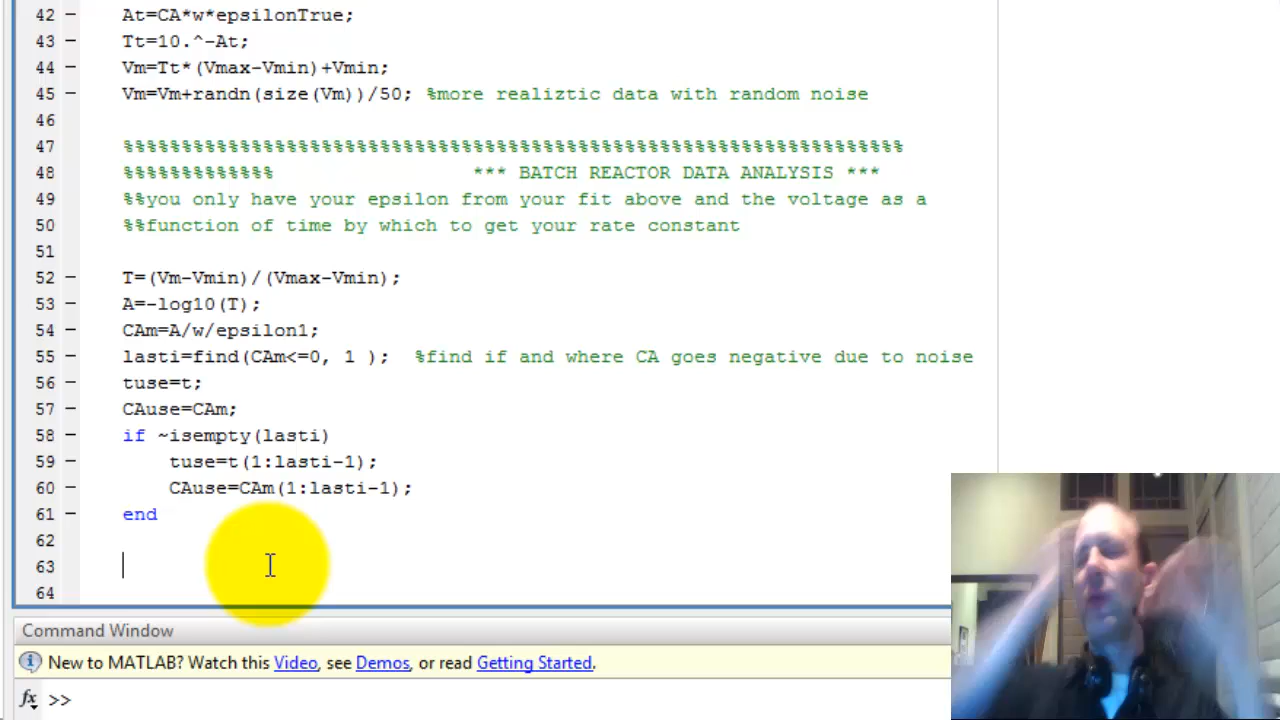 42 – At=CA*w*epsilonTrue;
43 – Tt=10.^-At;
44 – Vm=Tt*(Vmax-Vmin)+Vmin;
45 – Vm=Vm+randn(size(Vm))/50; %more realiztic data with random noise
46
47 %%%%%%%%%%%%%%%%%%%%%%%%%%%%%%%%%%%%%%%%%%%%%%%%%%%%%%%%%%%%%%%%%%%
48 %%%%%%%%%%%%% *** BATCH REACTOR DATA ANALYSIS ***
49 %%you only have your epsilon from your fit above and the voltage as a
50 %%function of time by which to get your rate constant
51
52 – T=(Vm-Vmin)/(Vmax-Vmin);
53 – A=-log10(T);
54 – CAm=A/w/epsilon1;
55 – lasti=find(CAm<=0, 1 ); %find if and where CA goes negative due to noise
56 – tuse=t;
57 – CAuse=CAm;
58 – if ~isempty(lasti)
59 – tuse=t(1:lasti-1);
60 – CAuse=CAm(1:lasti-1);
61 – end
62
63
64
Command Window
New to MATLAB? Watch this Video, see Demos, or read Getting Started.
fx >>